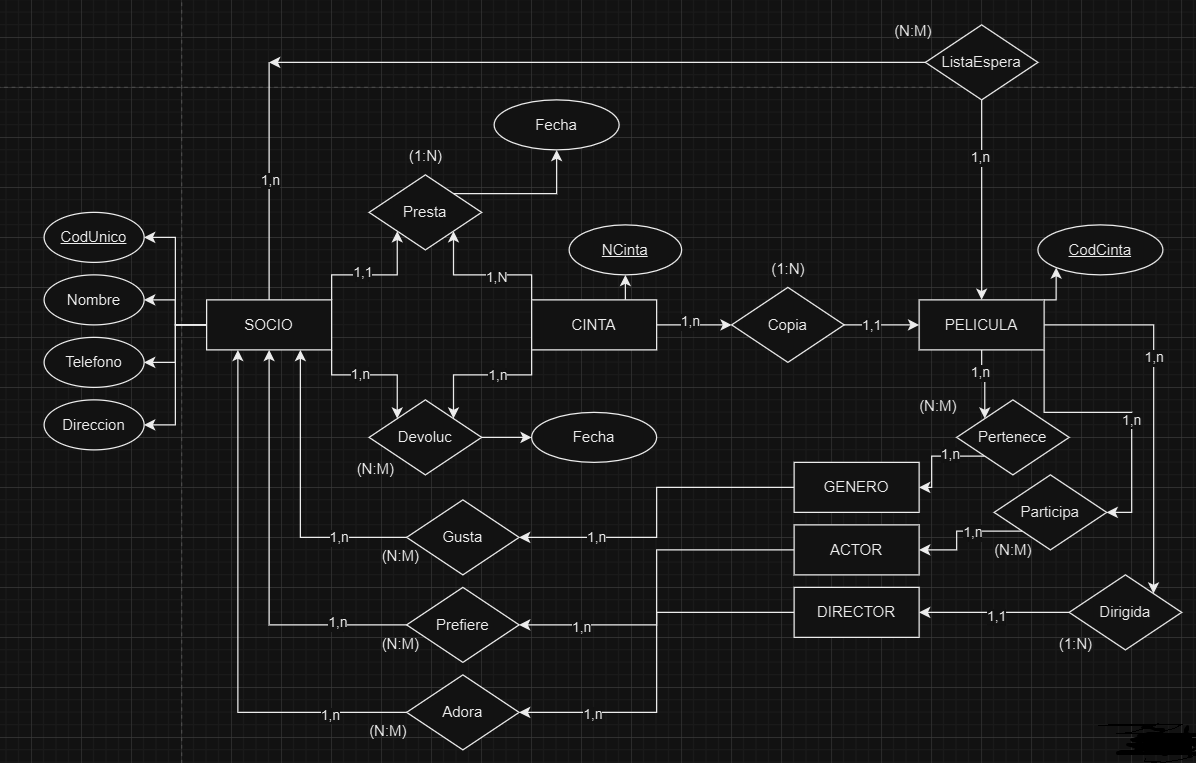 (N:M)
ListaEspera
Fecha
1,n
(1:N)
1,n
Presta
CodUnico
NCinta
CodCinta
1,1
1,N
(1:N)
Nombre
SOCIO
CINTA
1,n
Copia
1,1
PELICULA
Telefono
1,n
1,n
1,n
1,n
(N:M)
Direccion
Devoluc
Fecha
Pertenece
1,n
(N:M)
1,n
GENERO
Participa
1,n
Gusta
1,n
1,n
(N:M)
ACTOR
(N:M)
DIRECTOR
Dirigida
1,1
1,n
Prefiere
1,n
(N:M)
(1:N)
1,n
Adora
1,n
(N:M)